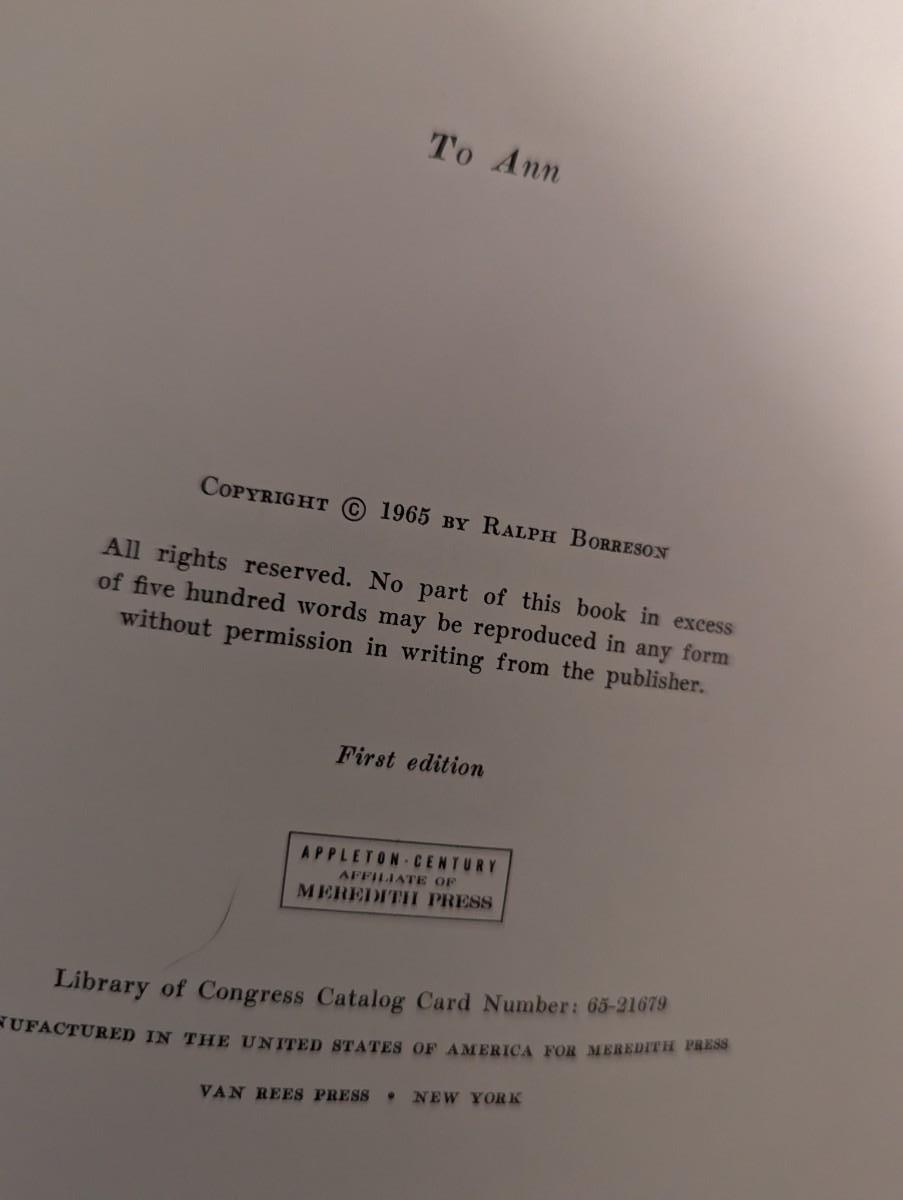 To Ann
COPYRIGHT © 1965 BY RALPH BORRESON
All rights reserved. No part of this book in excess
of five hundred words may be reproduced in any form
without permission in writing from the publisher.
First edition
APPLETON-CENTURY
AFFILIATE OF
MEREDITH PRESS
Library of Congress Catalog Card Number: 65-21679
NUFACTURED IN THE UNITED STATES OF AMERICA FOR MEREDITH PRESS
VAN REES PRESS • NEW YORK